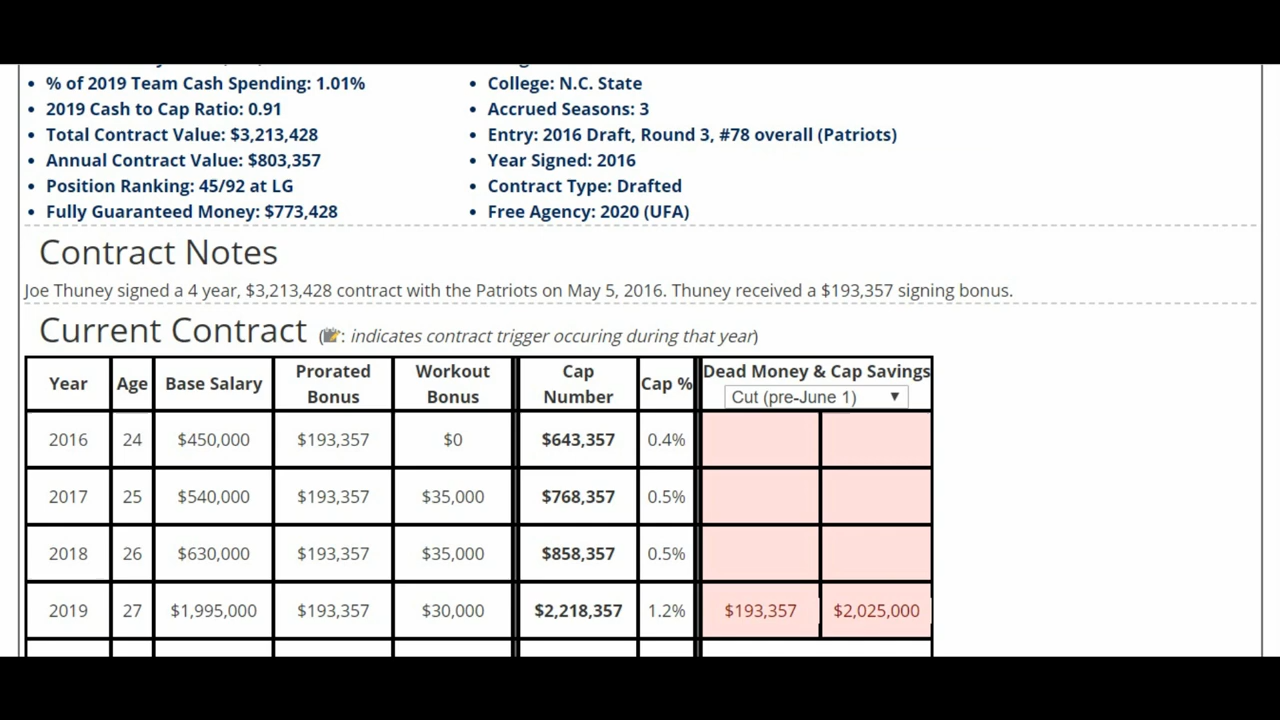 • % of 2019 Team Cash Spending: 1.01%
• 2019 Cash to Cap Ratio: 0.91
• Total Contract Value: $3,213,428
• Annual Contract Value: $803,357
• Position Ranking: 45/92 at LG
• Fully Guaranteed Money: $773,428
• College: N.C. State
• Accrued Seasons: 3
• Entry: 2016 Draft, Round 3, #78 overall (Patriots)
• Year Signed: 2016
• Contract Type: Drafted
• Free Agency: 2020 (UFA)
Contract Notes
Joe Thuney signed a 4 year, $3,213,428 contract with the Patriots on May 5, 2016. Thuney received a $193,357 signing bonus.
Current Contract (: indicates contract trigger occuring during that year)
Year Age Base Salary Prorated Bonus Workout Bonus Cap Number Cap % Dead Money & Cap Savings
Cut (pre-June 1) ▼
2016 24 $450,000 $193,357 $0 $643,357 0.4%
2017 25 $540,000 $193,357 $35,000 $768,357 0.5%
2018 26 $630,000 $193,357 $35,000 $858,357 0.5%
2019 27 $1,995,000 $193,357 $30,000 $2,218,357 1.2% $193,357 $2,025,000